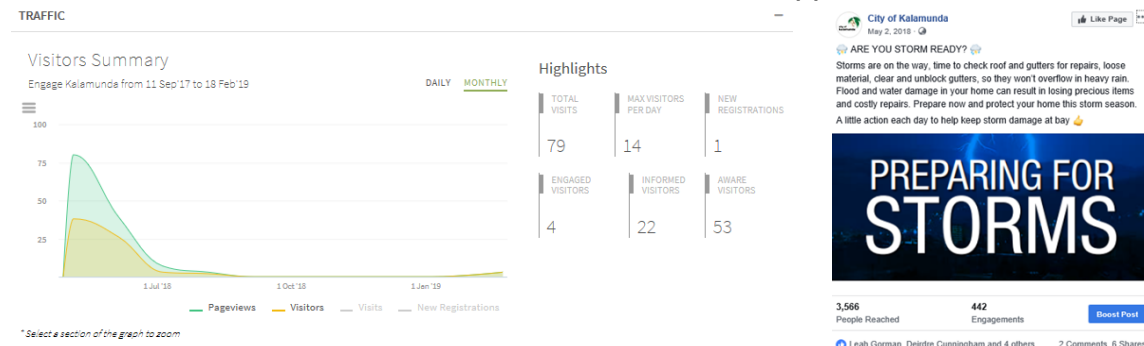 TRAFFIC
Visitors Summary
Engage Kalamunda from 11 Sep'17 to 18 Feb'19
DAILY MONTHLY
100
75
50
25
1 Jul '18 1 Oct '18 1 Jan '19
Pageviews Visitors Visits New Registrations
* Select a section of the graph to zoom
Highlights
TOTAL VISITS
79
MAX VISITORS PER DAY
14
NEW REGISTRATIONS
1
ENGAGED VISITORS
4
INFORMED VISITORS
22
AWARE VISITORS
53
City of Kalamunda
Like Page
May 2, 2018 ·
ARE YOU STORM READY?
Storms are on the way, time to check roof and gutters for repairs, loose
material, clear and unblock gutters, so they won't overflow in heavy rain.
Flood and water damage in your home can result in losing precious items
and costly repairs. Prepare now and protect your home this storm season.
A little action each day to help keep storm damage at bay
PREPARING FOR
STORMS
3,566 442
People Reached Engagements
Boost Post
Leah Gorman, Deirdre Cunningham and 4 others 2 Comments 6 Shares